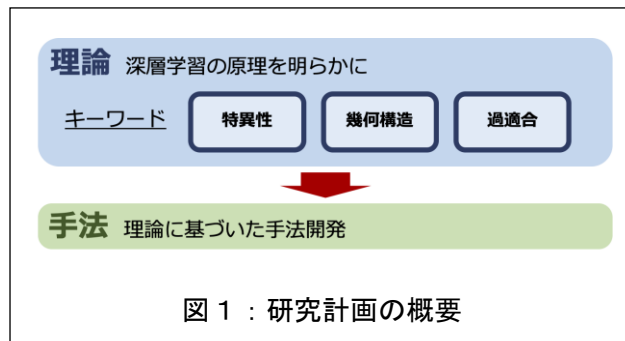 理論 深層学習の原理を明らかに
キーワード 特異性 幾何構造 過適合
手法 理論に基づいた手法開発
図１：研究計画の概要